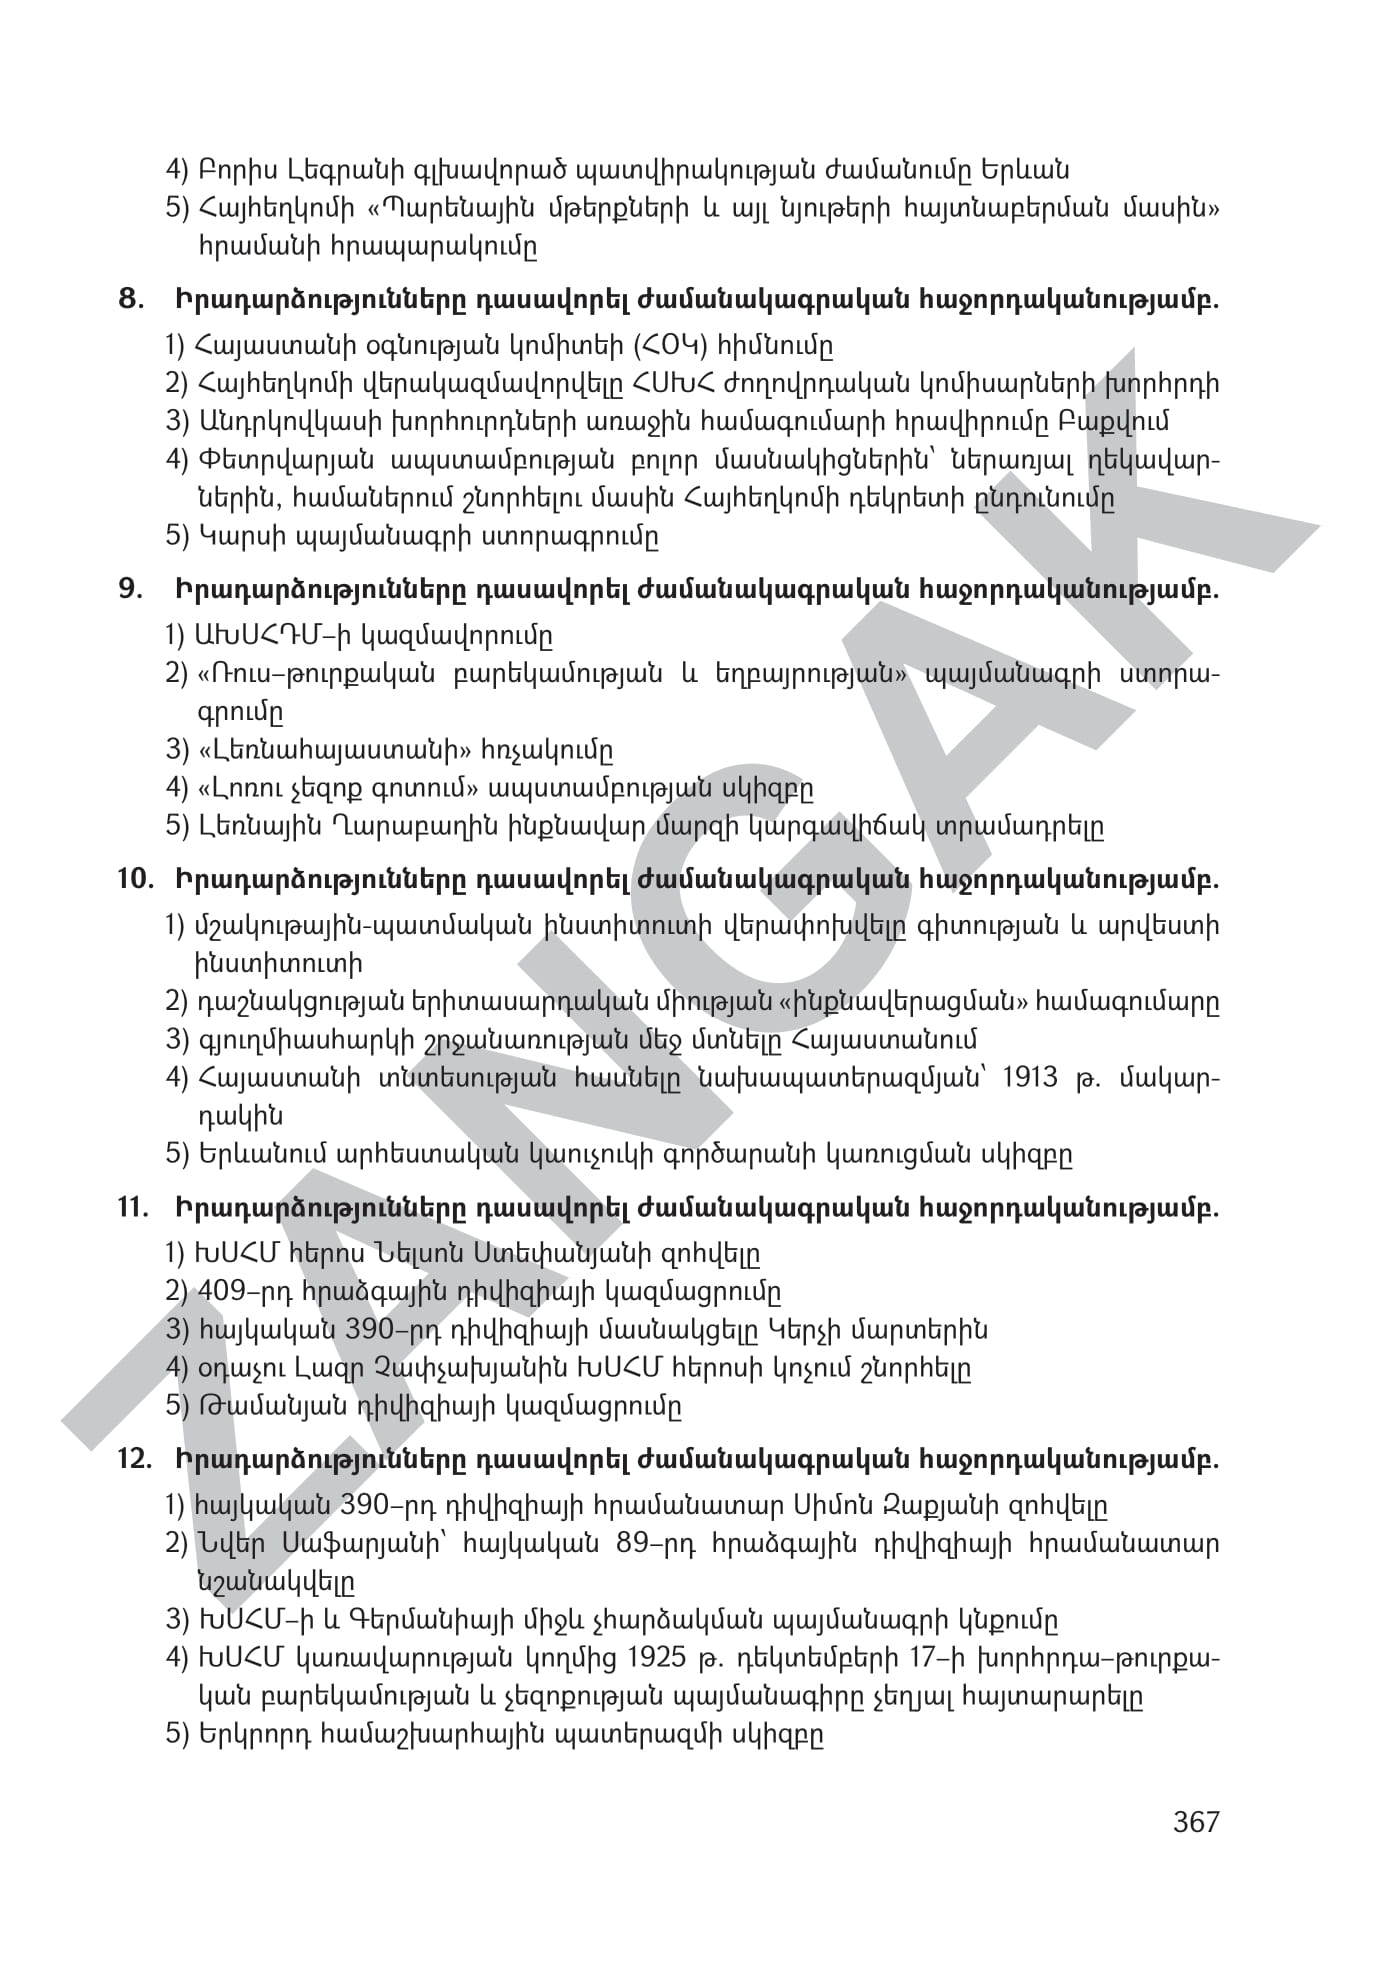 4) Բորիս Լեգրանի գլխավորած պատվիրակության ժամանումը Երևան
5) Հայհեղկոմի «Պարենային մթերքների և այլ նյութերի հայտնաբերման մասին»
հրամանի հրապարակումը
8. Իրադարձությունները դասավորել ժամանակագրական հաջորդականությամբ.
1) Հայաստանի օգնության կոմիտեի (ՀՕԿ) հիմնումը
2) Հայհեղկոմի վերակազմավորվելը ՀՍԽՀ ժողովրդական կոմիսարների խորհրդի
3) Անդրկովկասի խորհուրդների առաջին համագումարի հրավիրումը Բաքվում
4) Փետրվարյան ապստամբության բոլոր մասնակիցներին՝ ներառյալ ղեկավար-
ներին, համաներում շնորհելու մասին Հայհեղկոմի դեկրետի ընդունումը
5) Կարսի պայմանագրի ստորագրումը
9. Իրադարձությունները դասավորել ժամանակագրական հաջորդականությամբ.
1) ԱԽՍՀԴՄ–ի կազմավորումը
2) «Ռուս–թուրքական բարեկամության և եղբայրության» պայմանագրի ստորա-
գրումը
3) «Լեռնահայաստանի» հռչակումը
4) «Լոռու չեզոք գոտում» ապստամբության սկիզբը
5) Լեռնային Ղարաբաղին ինքնավար մարզի կարգավիճակ տրամադրելը
10. Իրադարձությունները դասավորել ժամանակագրական հաջորդականությամբ.
1) մշակութային-պատմական ինստիտուտի վերափոխվելը գիտության և արվեստի
ինստիտուտի
2) դաշնակցության երիտասարդական միության «ինքնավերացման» համագումարը
3) գյուղմիասհարկի շրջանառության մեջ մտնելը Հայաստանում
4) Հայաստանի տնտեսության հասնելը նախապատերազմյան՝ 1913 թ. մակար-
դակին
5) Երևանում արհեստական կաուչուկի գործարանի կառուցման սկիզբը
11. Իրադարձությունները դասավորել ժամանակագրական հաջորդականությամբ.
1) ԽՍՀՄ հերոս Նելսոն Ստեփանյանի զոհվելը
2) 409–րդ հրաձգային դիվիզիայի կազմացրումը
3) հայկական 390–րդ դիվիզիայի մասնակցելը Կերչի մարտերին
4) օդաչու Լազր Չափչախյանին ԽՍՀՄ հերոսի կոչում շնորհելը
5) Թամանյան դիվիզիայի կազմացրումը
12. Իրադարձությունները դասավորել ժամանակագրական հաջորդականությամբ.
1) հայկական 390–րդ դիվիզիայի հրամանատար Սիմոն Զաքյանի զոհվելը
2) Նվեր Սաֆարյանի՝ հայկական 89–րդ հրաձգային դիվիզիայի հրամանատար
նշանակվելը
3) ԽՍՀՄ–ի և Գերմանիայի միջև չհարձակման պայմանագրի կնքումը
4) ԽՍՀՄ կառավարության կողմից 1925 թ. դեկտեմբերի 17–ի խորհրդա–թուրքա-
կան բարեկամության և չեզոքության պայմանագիրը չեղյալ հայտարարելը
5) Երկրորդ համաշխարհային պատերազմի սկիզբը
367
ZANGAK